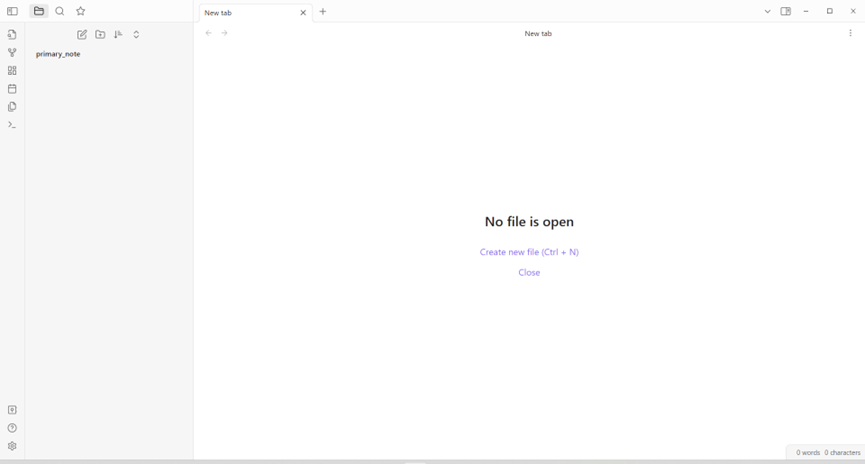 New tab
primary_note
New tab
No file is open
Create new file (Ctrl + N)
Close
0 words 0 characters